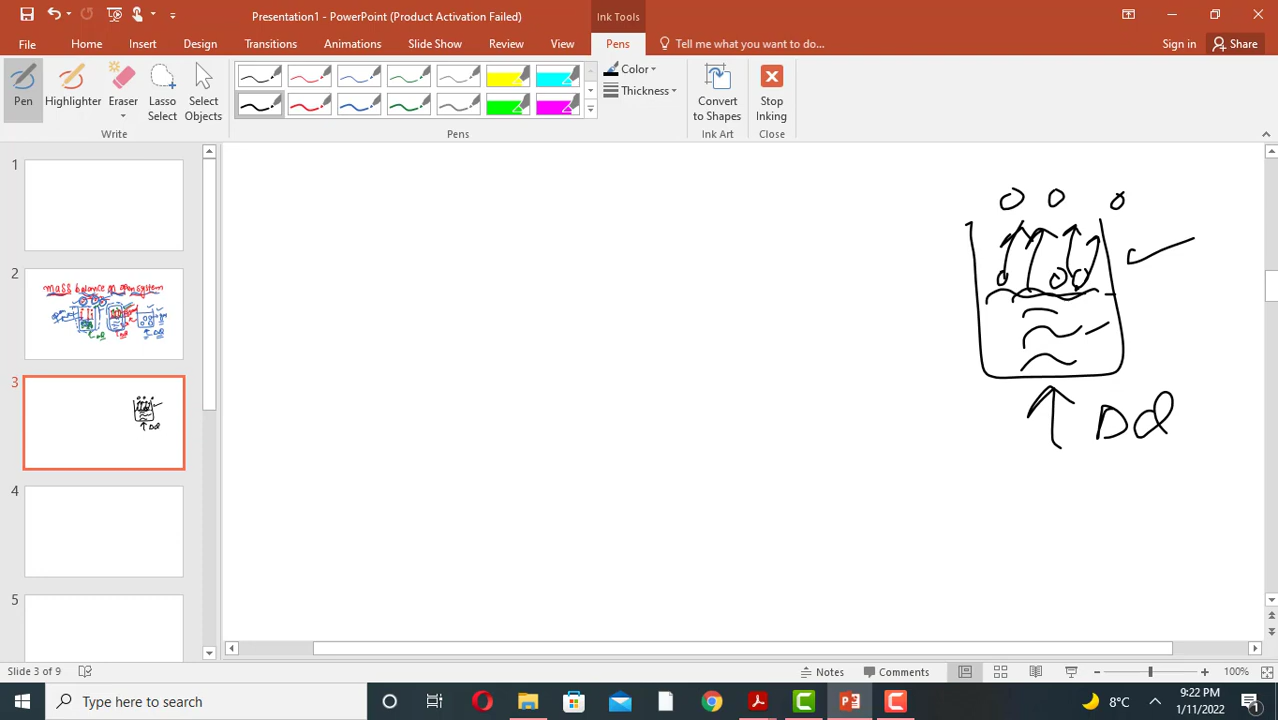 Presentation1 - PowerPoint (Product Activation Failed)
Ink Tools
File
Home
Insert
Design
Transitions
Animations
Slide Show
Review
View
Pens
Tell me what you want to do...
Sign in
Share
Pen
Highlighter
Eraser
Lasso Select
Select Objects
Write
Pens
Color
Thickness
Convert to Shapes
Ink Art
Stop Inking
Close
1
2
mass balance on open system
3
4
5
Slide 3 of 9
Notes
Comments
100%
Type here to search
8°C
9:22 PM
1/11/2022